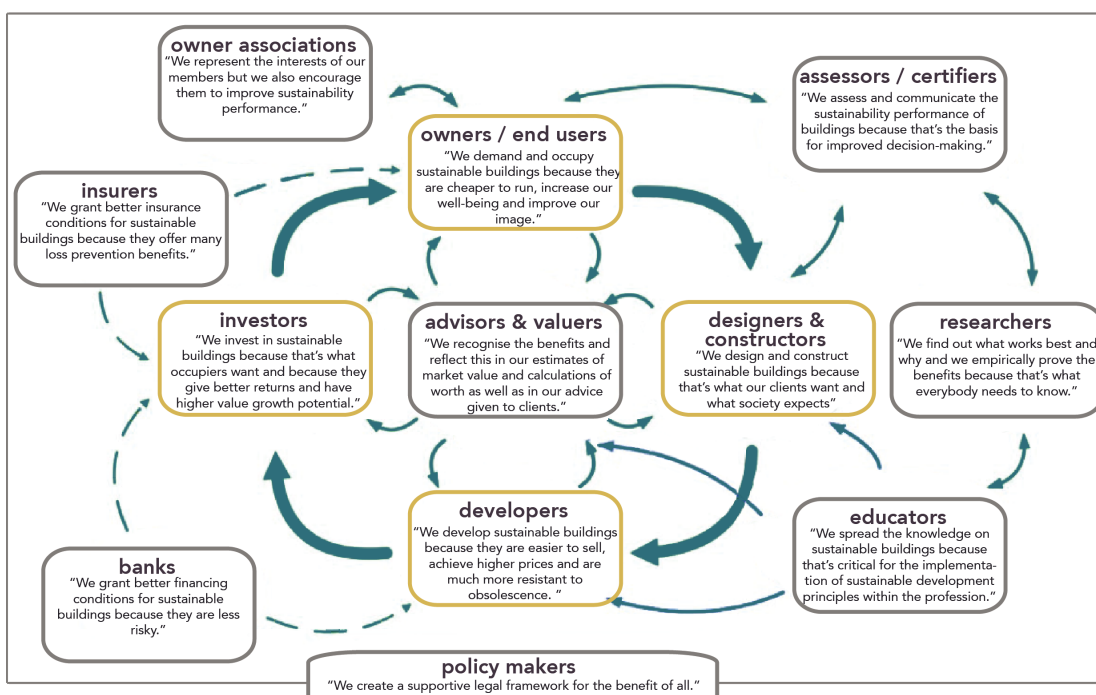 owner associations
“We represent the interests of our
members but we also encourage
them to improve sustainability
performance.”
assessors / certifiers
“We assess and communicate the
sustainability performance of
buildings because that’s the basis
for improved decision-making.”
owners / end users
“We demand and occupy
sustainable buildings because they
are cheaper to run, increase our
well-being and improve our
image.”
insurers
“We grant better insurance
conditions for sustainable
buildings because they offer many
loss prevention benefits.”
investors
“We invest in sustainable
buildings because that’s what
occupiers want and because they
give better returns and have
higher value growth potential.”
advisors & valuers
“We recognise the benefits and
reflect this in our estimates of
market value and calculations of
worth as well as in our advice
given to clients.”
designers &
constructors
“We design and construct
sustainable buildings because
that’s what our clients want and
what society expects”
researchers
“We find out what works best and
why and we empirically prove the
benefits because that’s what
everybody needs to know.”
developers
“We develop sustainable buildings
because they are easier to sell,
achieve higher prices and are
much more resistant to
obsolescence. ”
educators
“We spread the knowledge on
sustainable buildings because
that’s critical for the implementa-
tion of sustainable development
principles within the profession.”
banks
“We grant better financing
conditions for sustainable
buildings because they are less
risky.”
policy makers
“We create a supportive legal framework for the benefit of all.”